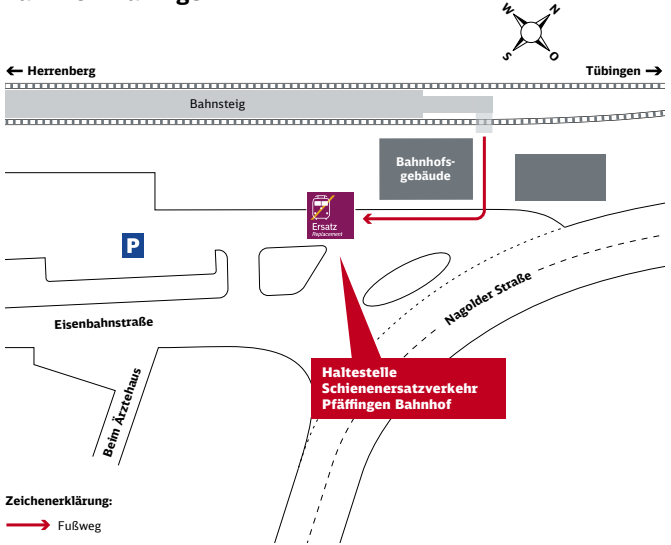 W
N
S
O
← Herrenberg
Tübingen →
Bahnsteig
Bahnhofs-
gebäude
Ersatz
Replacement
P
Nagolder Straße
Eisenbahnstraße
Haltestelle
Schienenersatzverkehr
Pfäffingen Bahnhof
Beim Ärztehaus
Zeichenerklärung:
Fußweg